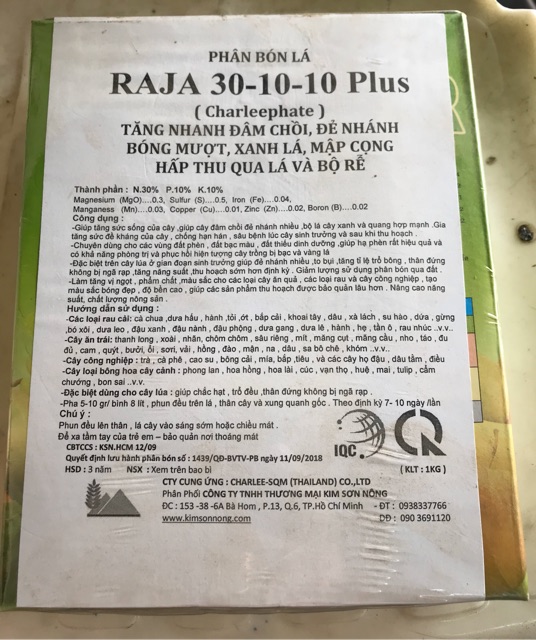 PHÂN BÓN LÁ
RAJA 30-10-10 Plus
( Charleephate )
TĂNG NHANH ĐÂM CHỒI, ĐẺ NHÁNH
BÓNG MƯỢT, XANH LÁ, MẬP CỌNG
HẤP THU QUA LÁ VÀ BỘ RỄ
Thành phần : N.30% P.10% K.10%
Magnesium (MgO)....0.3, Sulfur (S)....0.5, Iron (Fe)....0.04,
Manganess (Mn)....0.03, Copper (Cu)....0.01, Zinc (Zn)....0.02, Boron (B)....0.02
Công dụng :
-Giúp tăng sức sống của cây ,giúp cây đâm chồi đẻ nhánh nhiều ,bộ lá cây xanh và quang hợp mạnh .Gia
tăng sức đề kháng của cây , chống hạn hán , sâu bệnh lúc cây sinh trưởng và sau khi thu hoạch .
-Chuyên dùng cho các vùng đất phèn , đất bạc màu , đất thiếu dinh dưỡng , giúp hạ phèn rất hiệu quả và
có khả năng phòng trị và phục hồi hiện tượng cây trồng bị bạc và vàng lá
-Đặc biệt trên cây lúa ở gian đoạn sinh trưởng giúp đẻ nhánh nhiều ,to bụi ,tăng tỉ lệ trổ bông , thân đứng
không bị ngã rạp ,tăng năng suất ,thu hoạch sớm hơn định kỳ . Giảm lượng sử dụng phân bón qua đất .
-Làm tăng vị ngọt , phẩm chất ,màu sắc cho các loại cây ăn quả , các loại rau và cây công nghiệp , tạo
màu sắc bóng đẹp , độ bền cao , giúp các sản phẩm thu hoạch được bảo quản lâu hơn . Nâng cao năng
suất, chất lượng nông sản .
Hướng dẫn sử dụng :
-Các loại rau cải: cà chua ,dưa hấu , hành ,tỏi ,ớt , bắp cải , khoai tây , dâu , xà lách , su hào , dứa , gừng
,bó xôi , dưa leo , đậu xanh , đậu nành , đậu phộng , dưa gang , dưa lê , hành , hẹ , tần ô , rau nhúc ..v.v..
-Cây ăn trái: thanh long , xoài , nhãn , chôm chôm , sầu riêng , mít , măng cụt , mãng cầu , nho , táo , đu
đủ , cam , quýt , bưởi , ổi , sơri , vải , hồng , đào , mận , na , dâu , sa bô chê , khóm ..v.v..
-Cây công nghiệp : trà , cà phê , cao su , bông cải , mía , bắp ,tiêu , và các cây họ đậu , dâu tằm , điều
-Cây loại bông hoa cây cảnh : phong lan , hoa hồng , hoa lài , cúc , vạn thọ , huệ , mai , tulip , cẩm
chướng , bon sai ..v.v.
-Đặc biệt dùng cho cây lúa : giúp chắc hạt , trổ đều ,thân đứng không bị ngã rạp .
-Pha 5-10 gr/ bình 8 lít , phun đều trên lá , thân cây và xung quanh gốc . Theo định kỳ 7- 10 ngày /lần
Chú ý :
Phun đều lên thân , lá cây vào sáng sớm hoặc chiều mát .
Để xa tầm tay của trẻ em – bảo quản nơi thoáng mát
CBTCCS : KSN.HCM 12/09
Quyết định lưu hành phân bón số : 1439/QĐ-BVTV-PB ngày 11/09/2018
HSD : 3 năm NSX : Xem trên bao bì
IQC
CR
( KLT : 1KG )
CTY CUNG ỨNG : CHARLEE-SQM (THAILAND) CO.,LTD
Phân Phối CÔNG TY TNHH THƯƠNG MẠI KIM SƠN NÔNG
ĐC : 153 -38 -6A Bà Hom , P.13, Q.6, TP.Hồ Chí Minh - ĐT : 0938337766
www.kimsonnong.com DĐ : 090 3691120